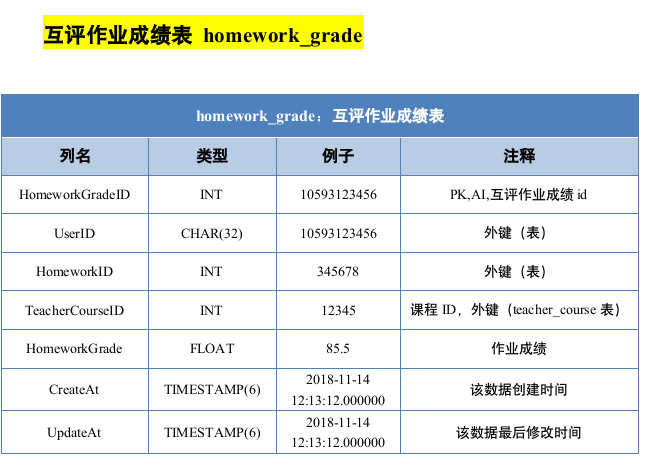 互评作业成绩表 homework_grade
homework_grade：互评作业成绩表
列名 类型 例子 注释
HomeworkGradeID INT 10593123456 PK,AI,互评作业成绩 id
UserID CHAR(32) 10593123456 外键（表）
HomeworkID INT 345678 外键（表）
TeacherCourseID INT 12345 课程 ID，外键（teacher_course 表）
HomeworkGrade FLOAT 85.5 作业成绩
CreateAt TIMESTAMP(6) 2018-11-14 12:13:12.000000 该数据创建时间
UpdateAt TIMESTAMP(6) 2018-11-14 12:13:12.000000 该数据最后修改时间